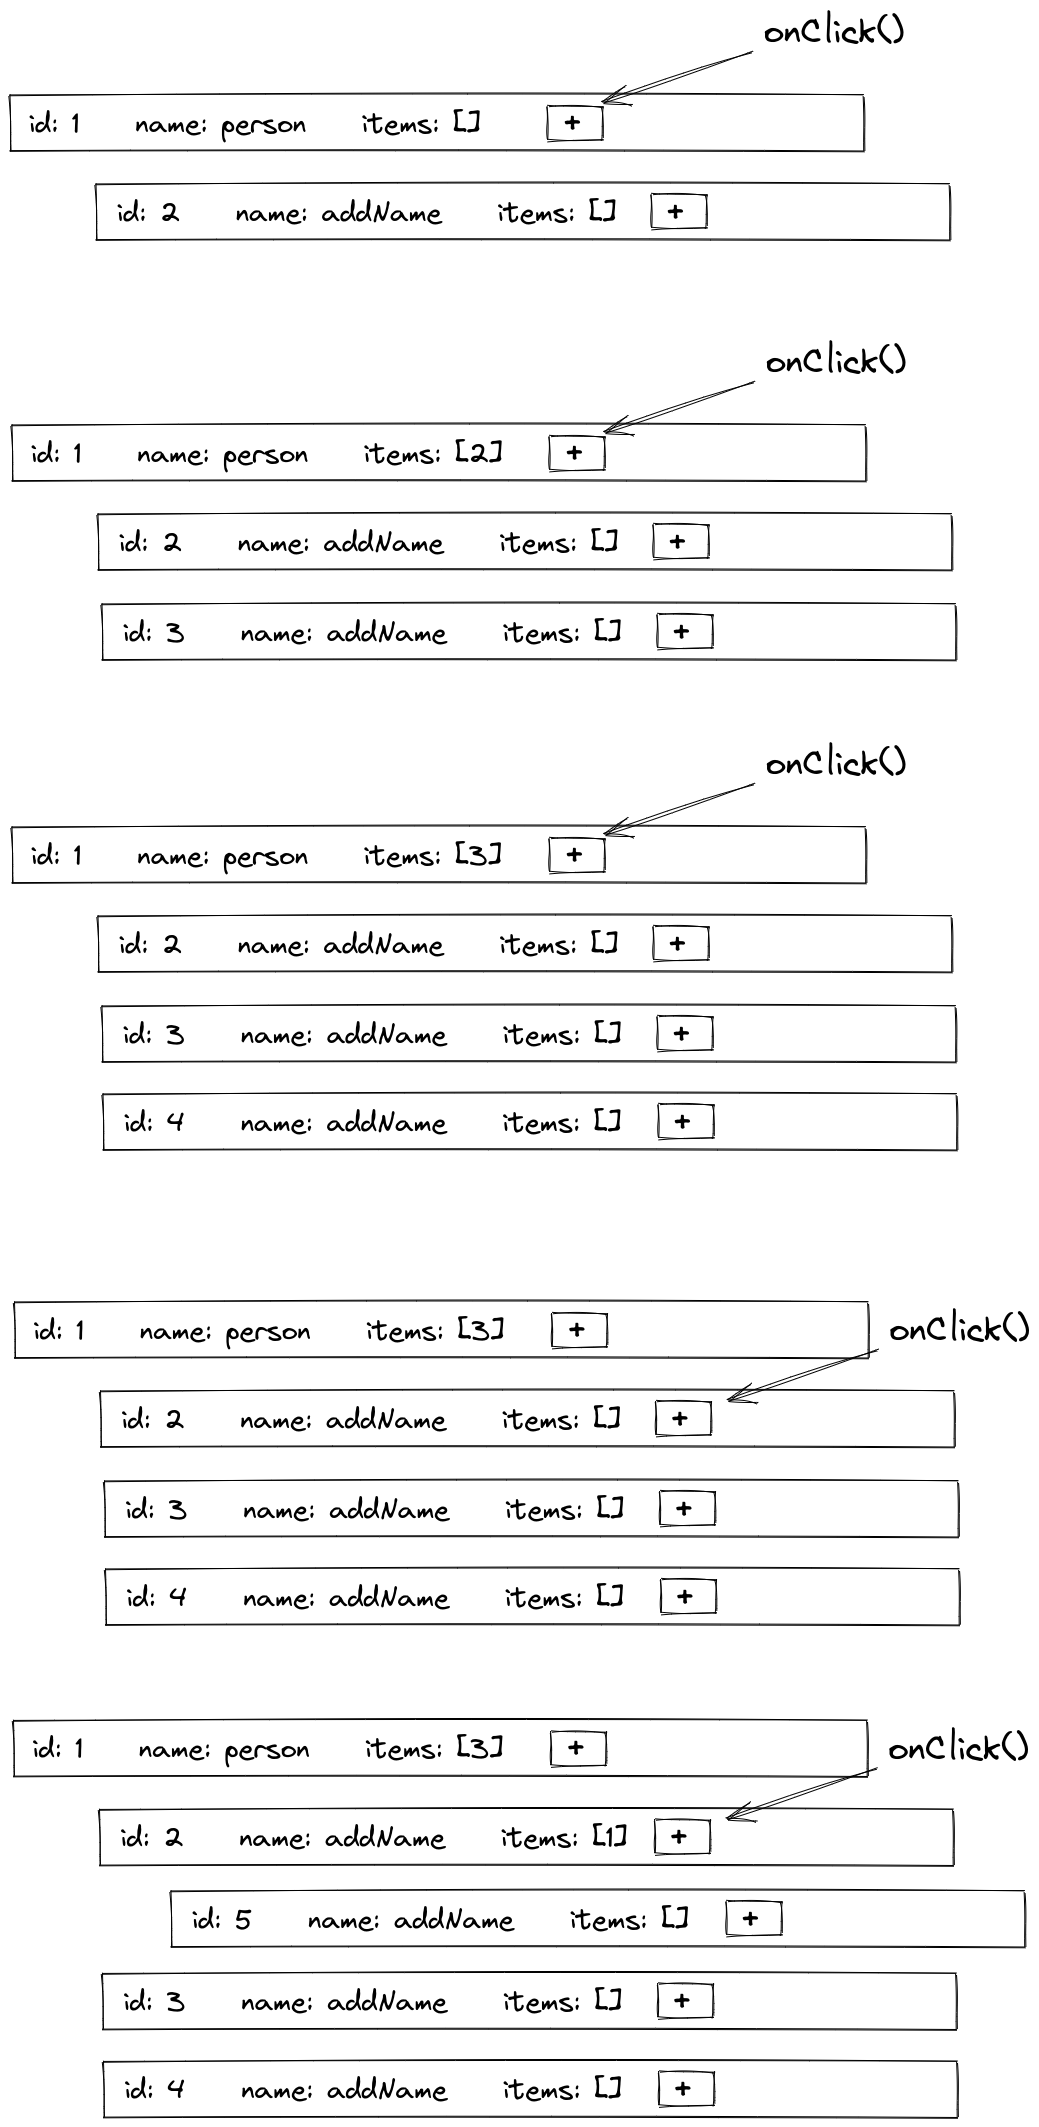 onClick()
id: 1 name: person items: [] +
id: 2 name: addName items: [] +
onClick()
id: 1 name: person items: [2] +
id: 2 name: addName items: [] +
id: 3 name: addName items: [] +
onClick()
id: 1 name: person items: [3] +
id: 2 name: addName items: [] +
id: 3 name: addName items: [] +
id: 4 name: addName items: [] +
id: 1 name: person items: [3] +
onClick()
id: 2 name: addName items: [] +
id: 3 name: addName items: [] +
id: 4 name: addName items: [] +
id: 1 name: person items: [3] +
onClick()
id: 2 name: addName items: [1] +
id: 5 name: addName items: [] +
id: 3 name: addName items: [] +
id: 4 name: addName items: [] +